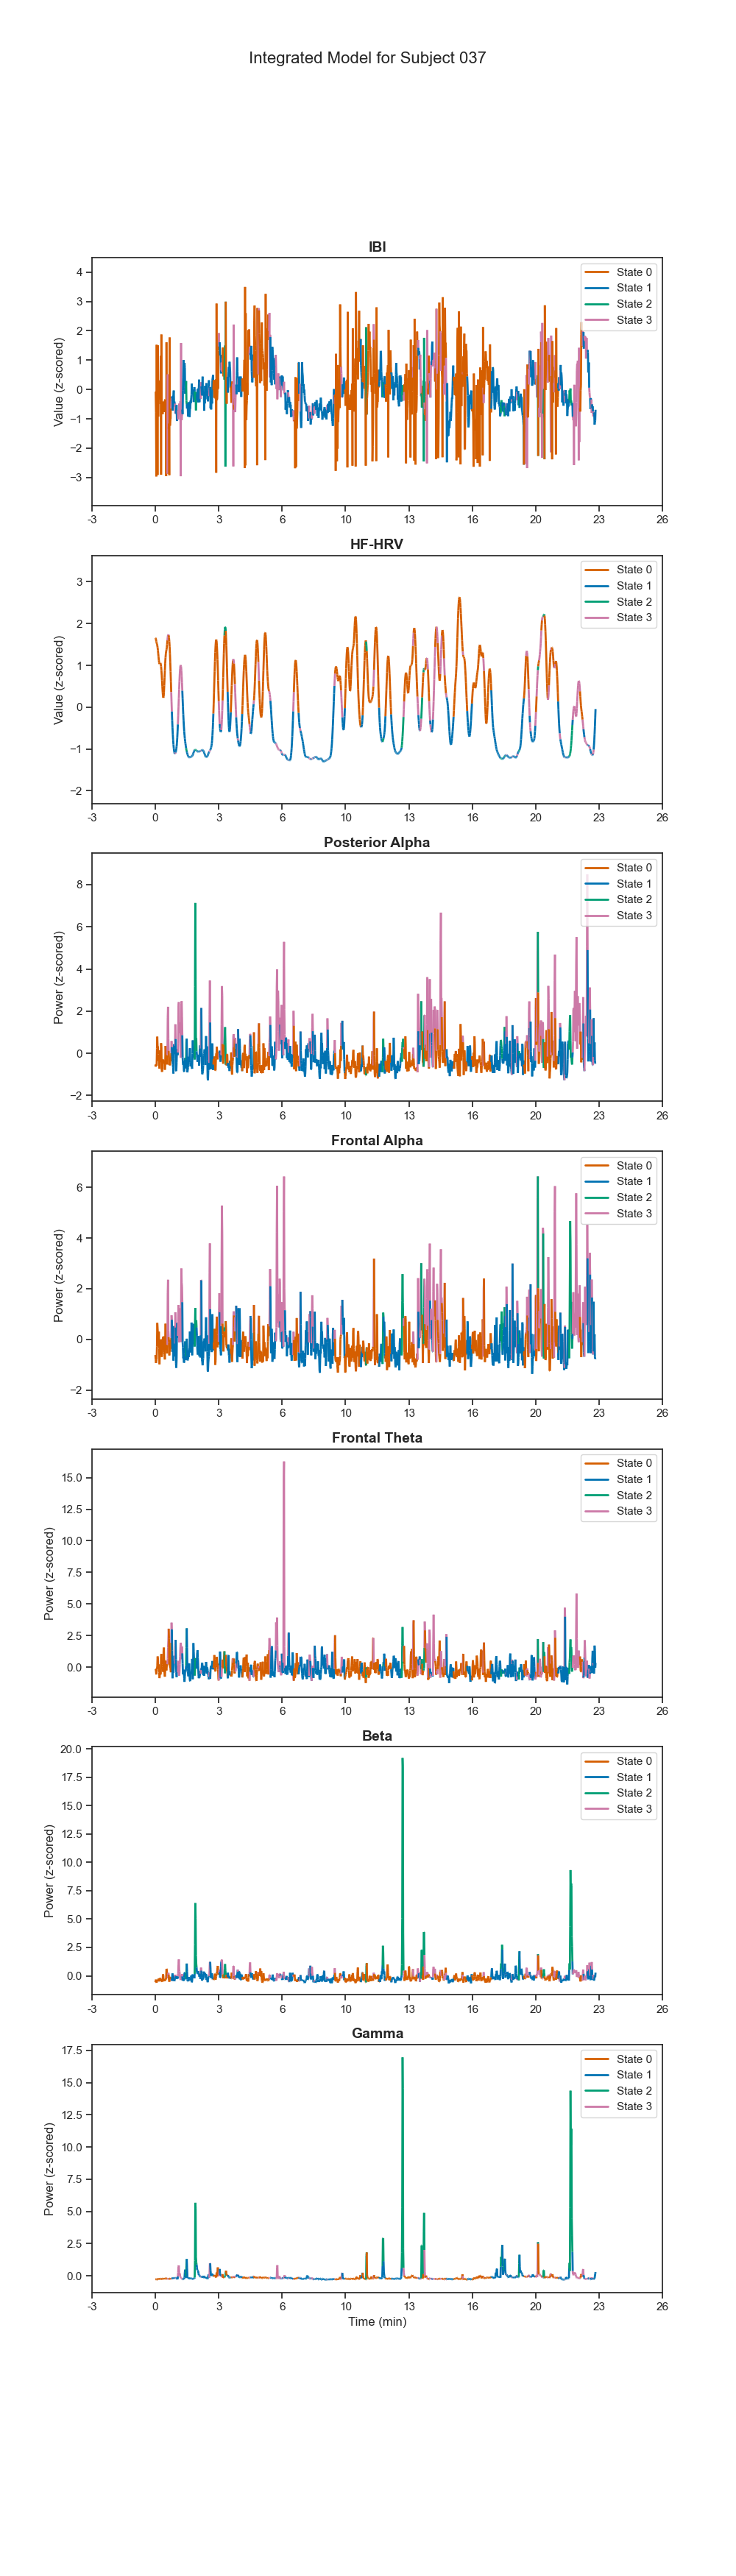 Integrated Model for Subject 037
IBI
Value (z-scored)
4
3
2
1
0
−1
−2
−3
State 0
State 1
State 2
State 3
-3 0 3 6 10 13 16 20 23 26
HF-HRV
Value (z-scored)
3
2
1
0
−1
−2
State 0
State 1
State 2
State 3
-3 0 3 6 10 13 16 20 23 26
Posterior Alpha
Power (z-scored)
8
6
4
2
0
−2
State 0
State 1
State 2
State 3
-3 0 3 6 10 13 16 20 23 26
Frontal Alpha
Power (z-scored)
6
4
2
0
−2
State 0
State 1
State 2
State 3
-3 0 3 6 10 13 16 20 23 26
Frontal Theta
Power (z-scored)
15.0
12.5
10.0
7.5
5.0
2.5
0.0
State 0
State 1
State 2
State 3
-3 0 3 6 10 13 16 20 23 26
Beta
Power (z-scored)
20.0
17.5
15.0
12.5
10.0
7.5
5.0
2.5
0.0
State 0
State 1
State 2
State 3
-3 0 3 6 10 13 16 20 23 26
Gamma
Power (z-scored)
17.5
15.0
12.5
10.0
7.5
5.0
2.5
0.0
State 0
State 1
State 2
State 3
-3 0 3 6 10 13 16 20 23 26
Time (min)